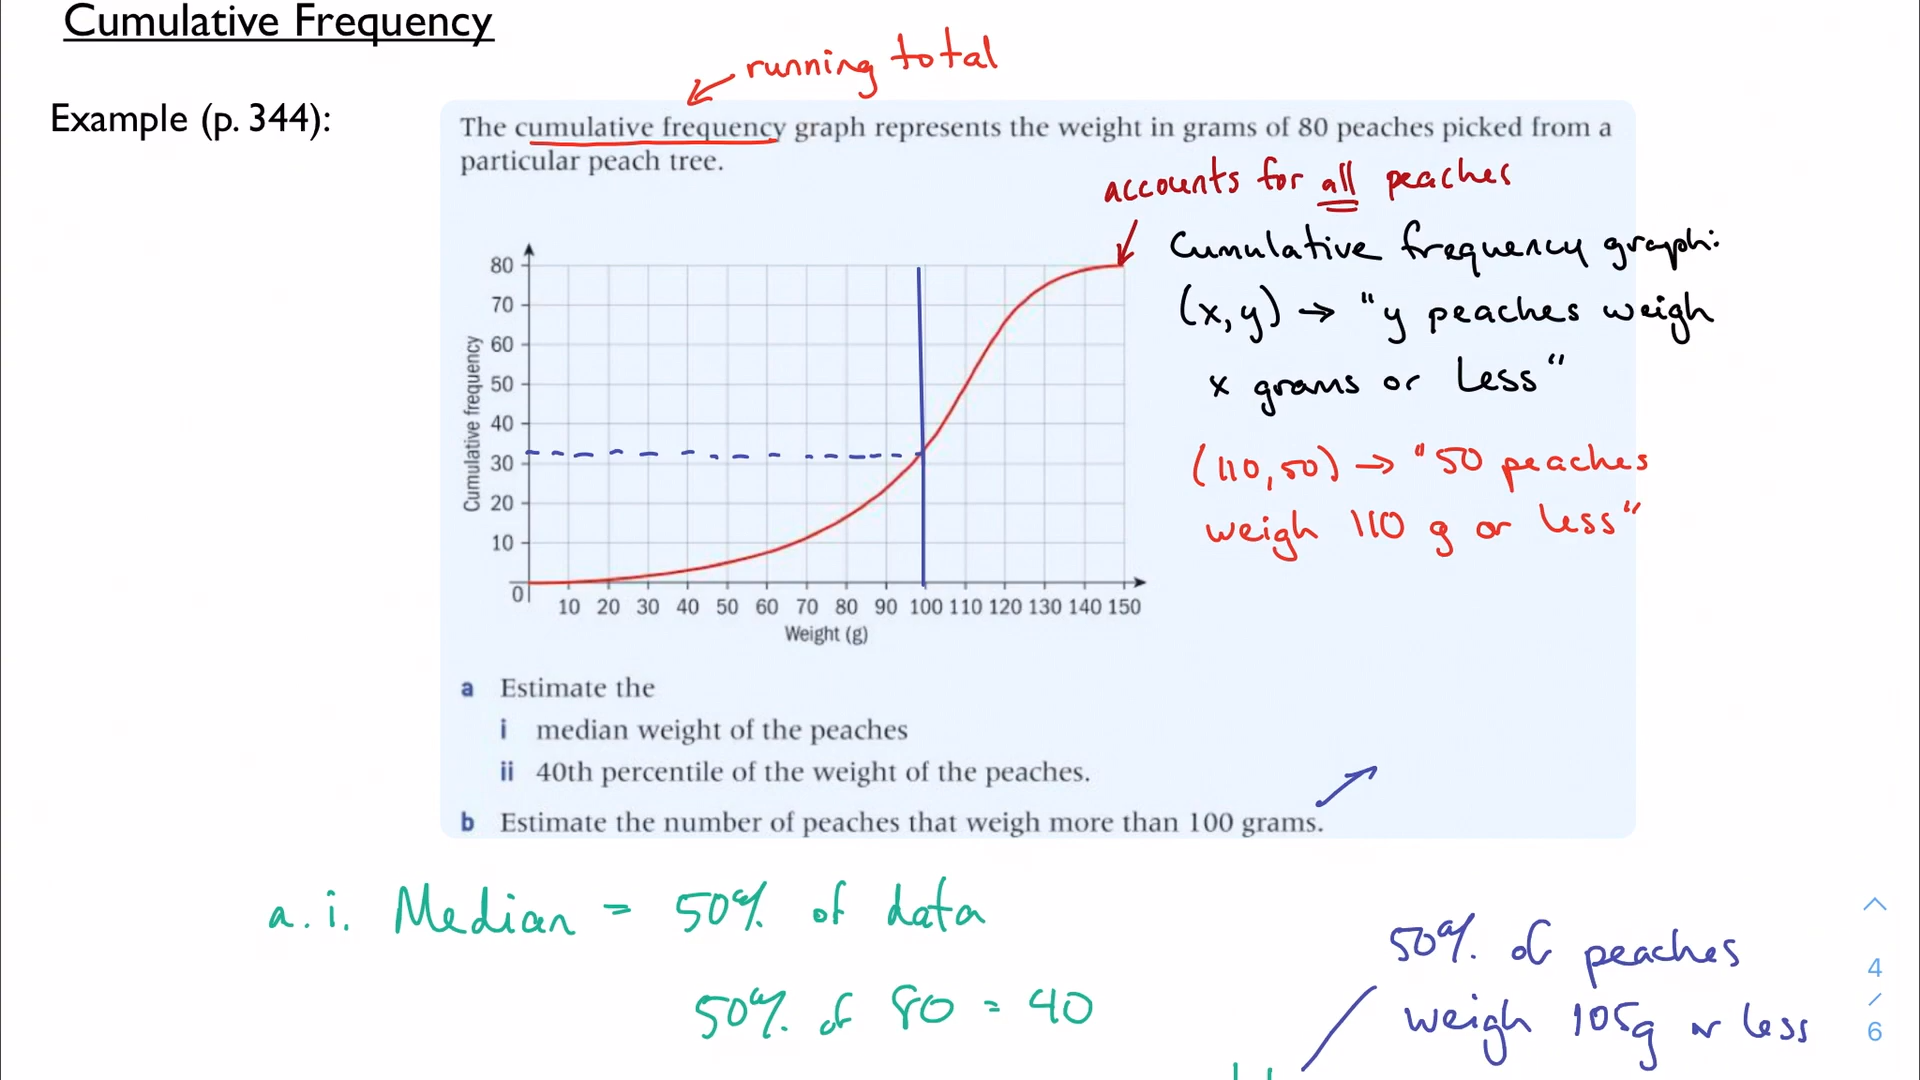 Cumulative Frequency
running total
Example (p. 344):
The cumulative frequency graph represents the weight in grams of 80 peaches picked from a
particular peach tree.
accounts for all peaches
Cumulative frequency graph:
(x,y) → "y peaches weigh
x grams or less"
(110,50) → "50 peaches
weigh 110 g or less"
80
70
60
50
40
30
20
10
0
Cumulative frequency
10 20 30 40 50 60 70 80 90 100 110 120 130 140 150
Weight (g)
a Estimate the
i median weight of the peaches
ii 40th percentile of the weight of the peaches.
b Estimate the number of peaches that weigh more than 100 grams.
a.i. Median = 50% of data
50% of 80 = 40
50% of peaches
weigh 105g or less
4
/
6